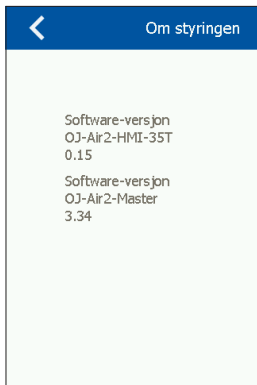 Om styringen
Software-versjon
OJ-Air2-HMI-35T
0.15
Software-versjon
OJ-Air2-Master
3.34